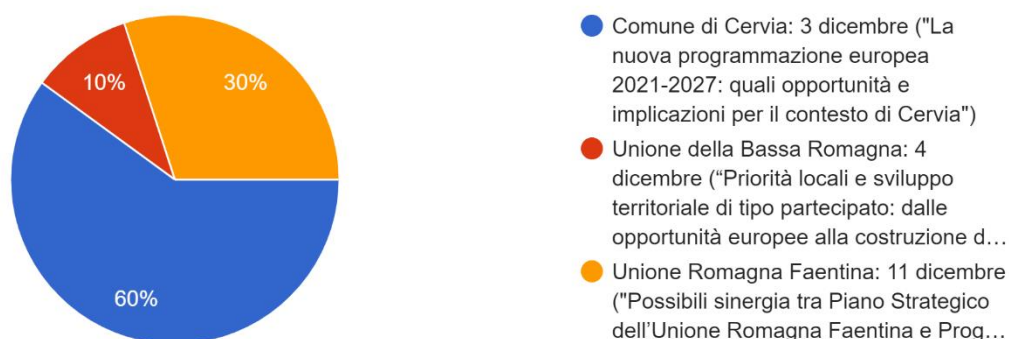 10%
30%
60%
Comune di Cervia: 3 dicembre ("La
nuova programmazione europea
2021-2027: quali opportunità e
implicazioni per il contesto di Cervia")
Unione della Bassa Romagna: 4
dicembre (“Priorità locali e sviluppo
territoriale di tipo partecipato: dalle
opportunità europee alla costruzione d…
Unione Romagna Faentina: 11 dicembre
("Possibili sinergia tra Piano Strategico
dell’Unione Romagna Faentina e Prog…